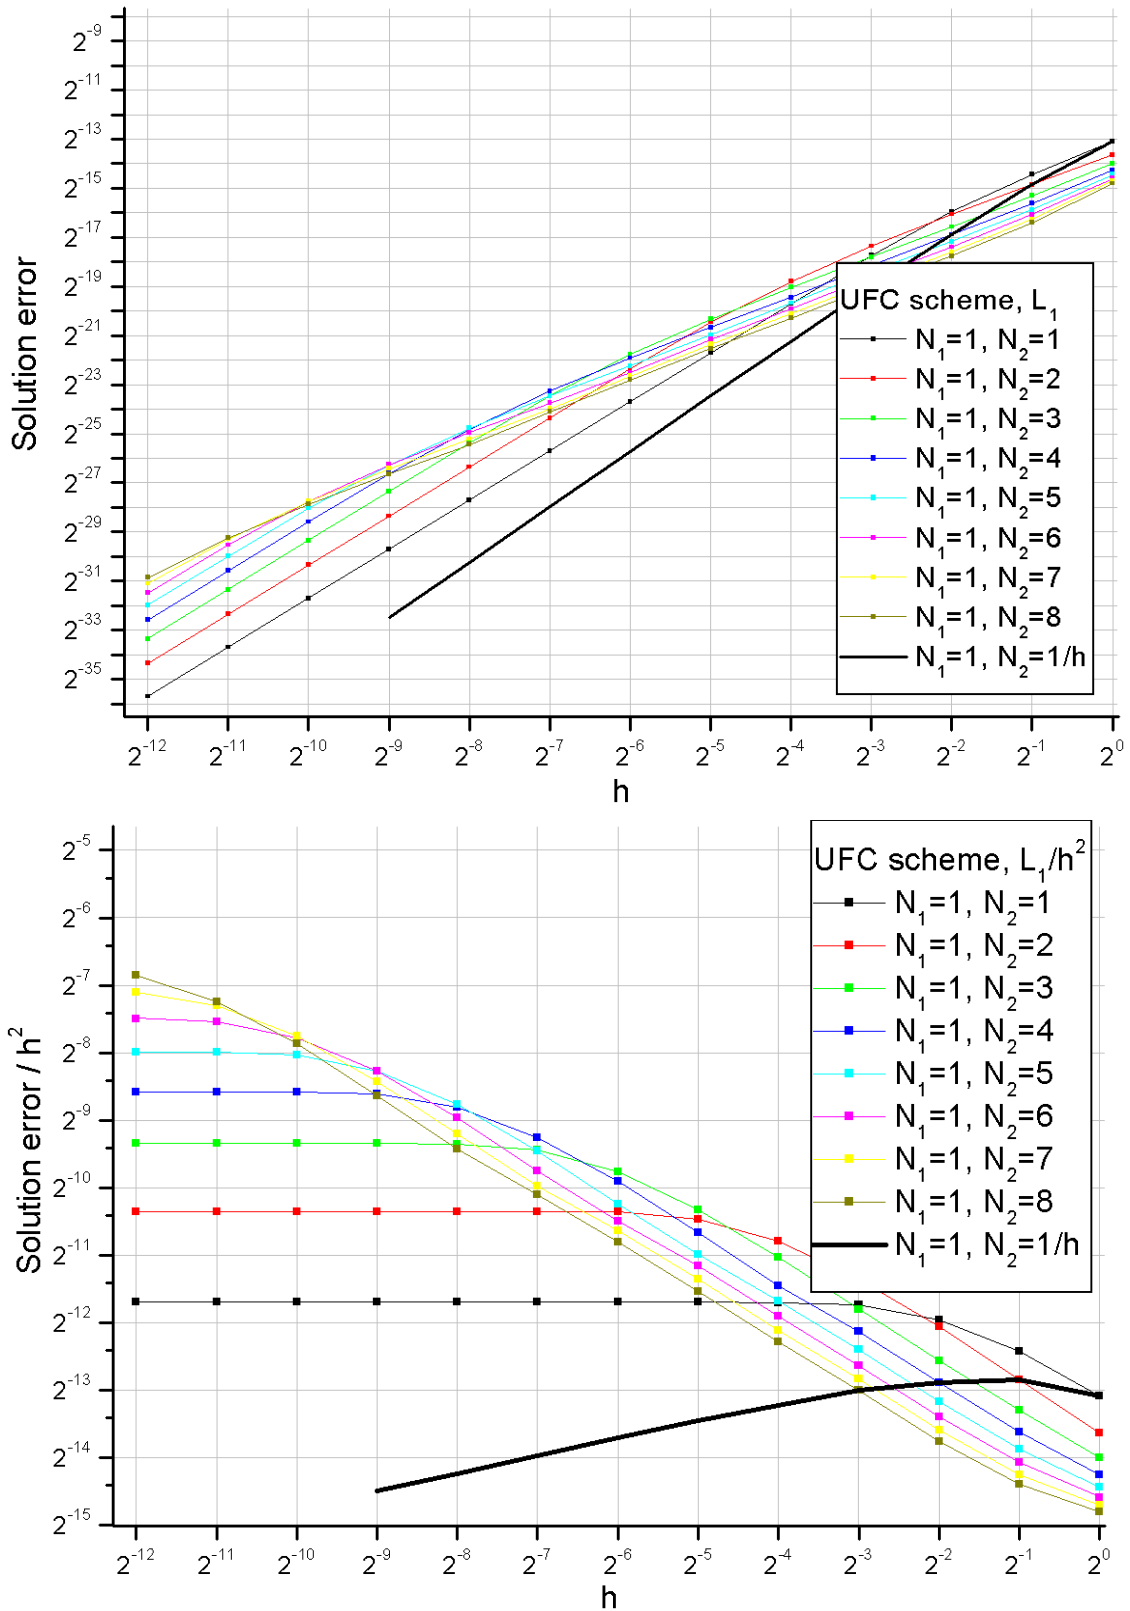 2^-9
2^-11
2^-13
2^-15
2^-17
2^-19
2^-21
2^-23
2^-25
2^-27
2^-29
2^-31
2^-33
2^-35
Solution error
UFC scheme, L_1
N_1=1, N_2=1
N_1=1, N_2=2
N_1=1, N_2=3
N_1=1, N_2=4
N_1=1, N_2=5
N_1=1, N_2=6
N_1=1, N_2=7
N_1=1, N_2=8
N_1=1, N_2=1/h
2^-12 2^-11 2^-10 2^-9 2^-8 2^-7 2^-6 2^-5 2^-4 2^-3 2^-2 2^-1 2^0
h
2^-5
2^-6
2^-7
2^-8
2^-9
2^-10
2^-11
2^-12
2^-13
2^-14
2^-15
Solution error / h^2
UFC scheme, L_1/h^2
N_1=1, N_2=1
N_1=1, N_2=2
N_1=1, N_2=3
N_1=1, N_2=4
N_1=1, N_2=5
N_1=1, N_2=6
N_1=1, N_2=7
N_1=1, N_2=8
N_1=1, N_2=1/h
2^-12 2^-11 2^-10 2^-9 2^-8 2^-7 2^-6 2^-5 2^-4 2^-3 2^-2 2^-1 2^0
h